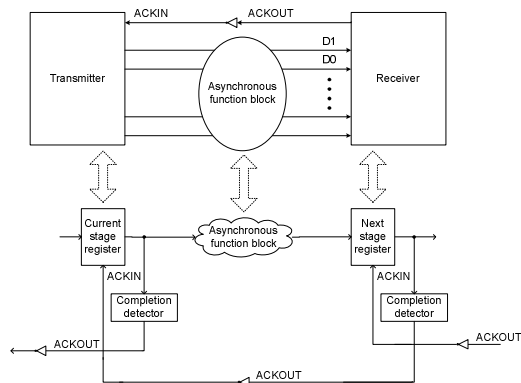 ACKIN
ACKOUT
D1
D0
Transmitter
Asynchronous
function block
Receiver
Current
stage
register
Asynchronous
function block
Next
stage
register
ACKIN
ACKIN
Completion
detector
Completion
detector
ACKOUT
ACKOUT
ACKOUT